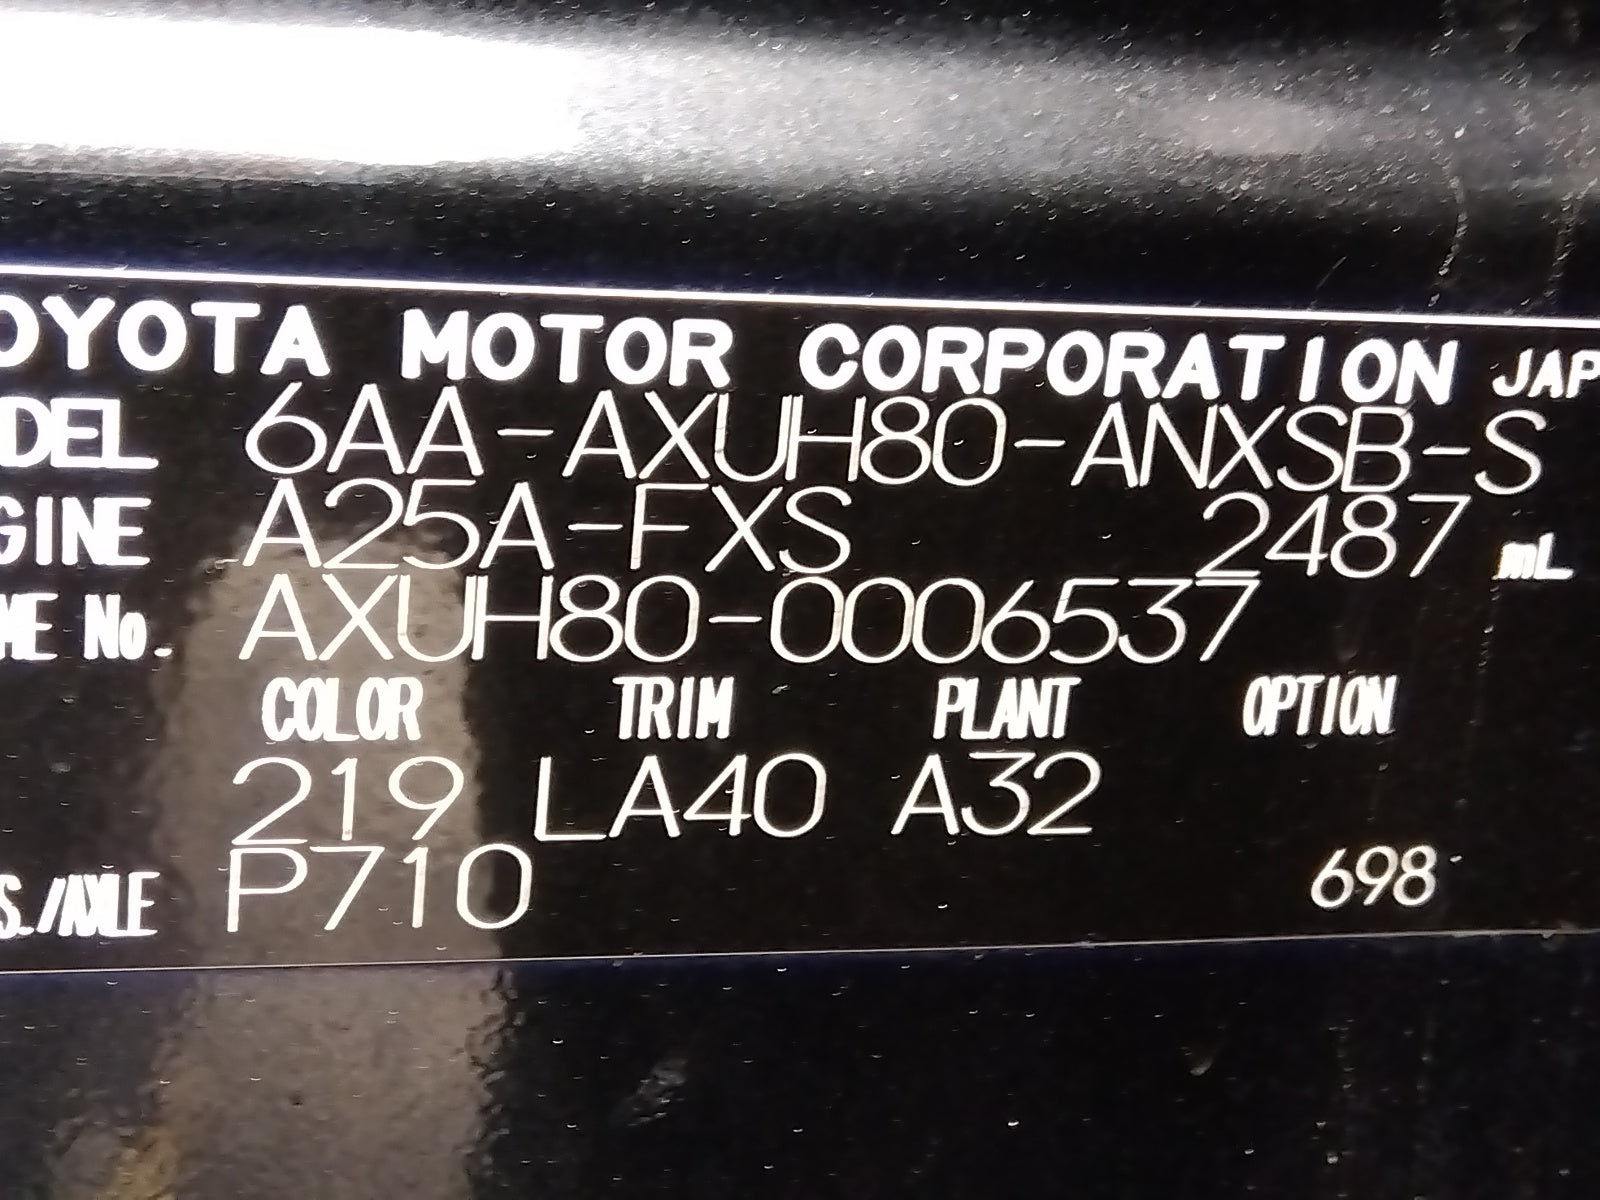 OYOTA MOTOR CORPORATION JAP
ODEL 6AA-AXUH80-ANXSB-S
GINE A25A-FXS 2487 mL
ME No. AXUH80-0006537
COLOR TRIM PLANT OPTION
219 LA40 A32
S./AXLE P710
698